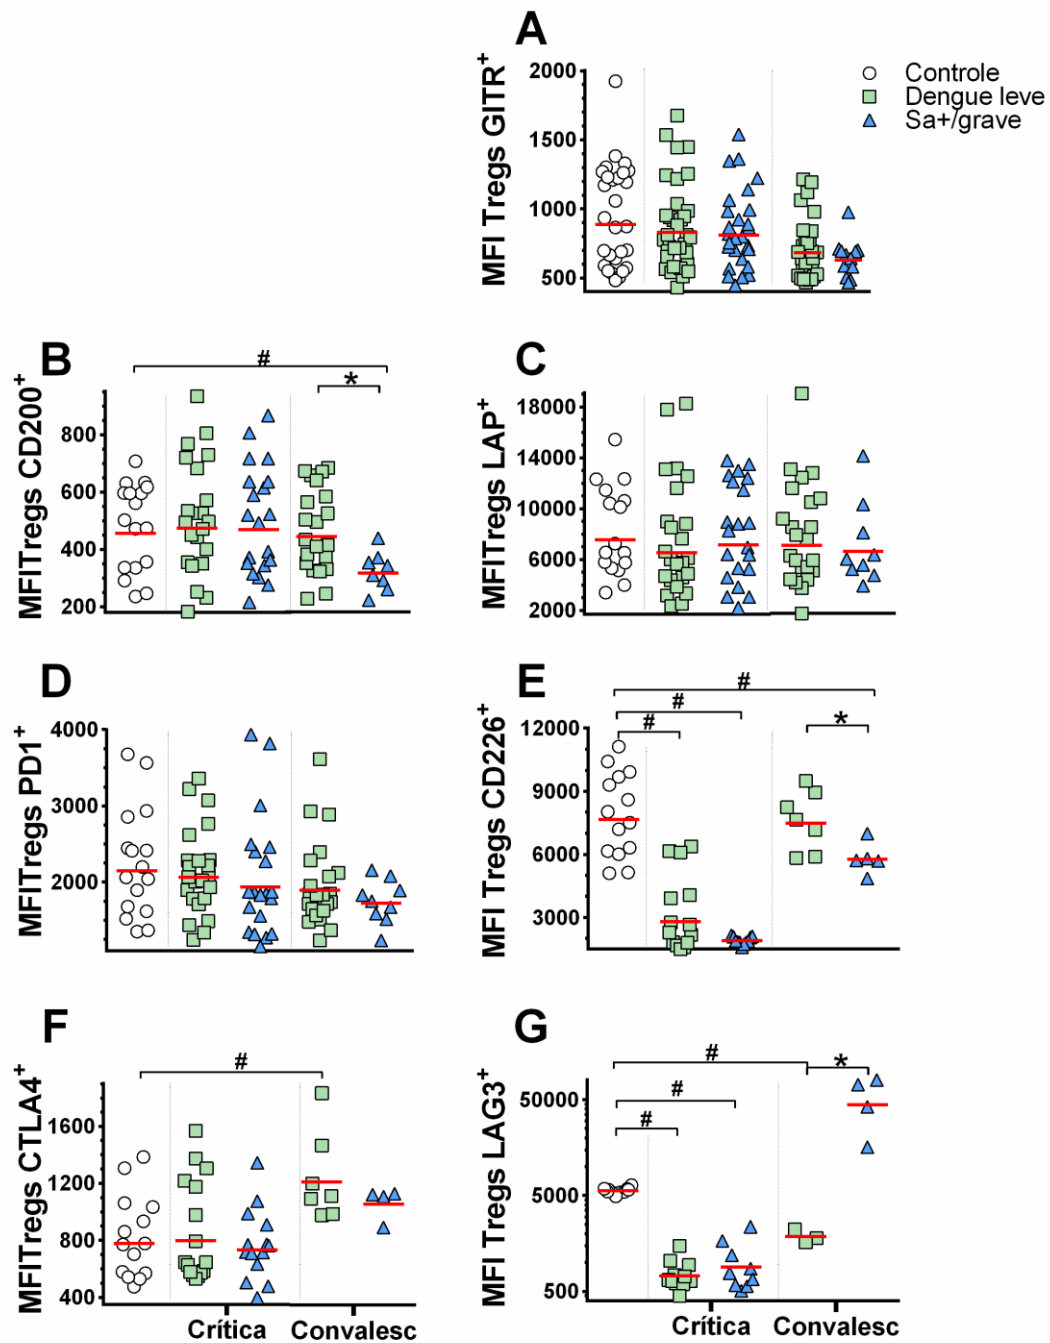 A
MFI Tregs GITR+
2000
1500
1000
500
Controle
Dengue leve
Sa+/grave
B
MFITregs CD200+
800
600
400
200
#
*
C
MFITregs LAP+
18000
14000
10000
6000
2000
D
MFITregs PD1+
4000
3000
2000
E
MFI Tregs CD226+
12000
9000
6000
3000
#
#
#
*
F
MFITregs CTLA4+
1600
1200
800
400
#
Crítica Convalesc
G
MFI Tregs LAG3+
50000
5000
500
#
#
#
*
Crítica Convalesc